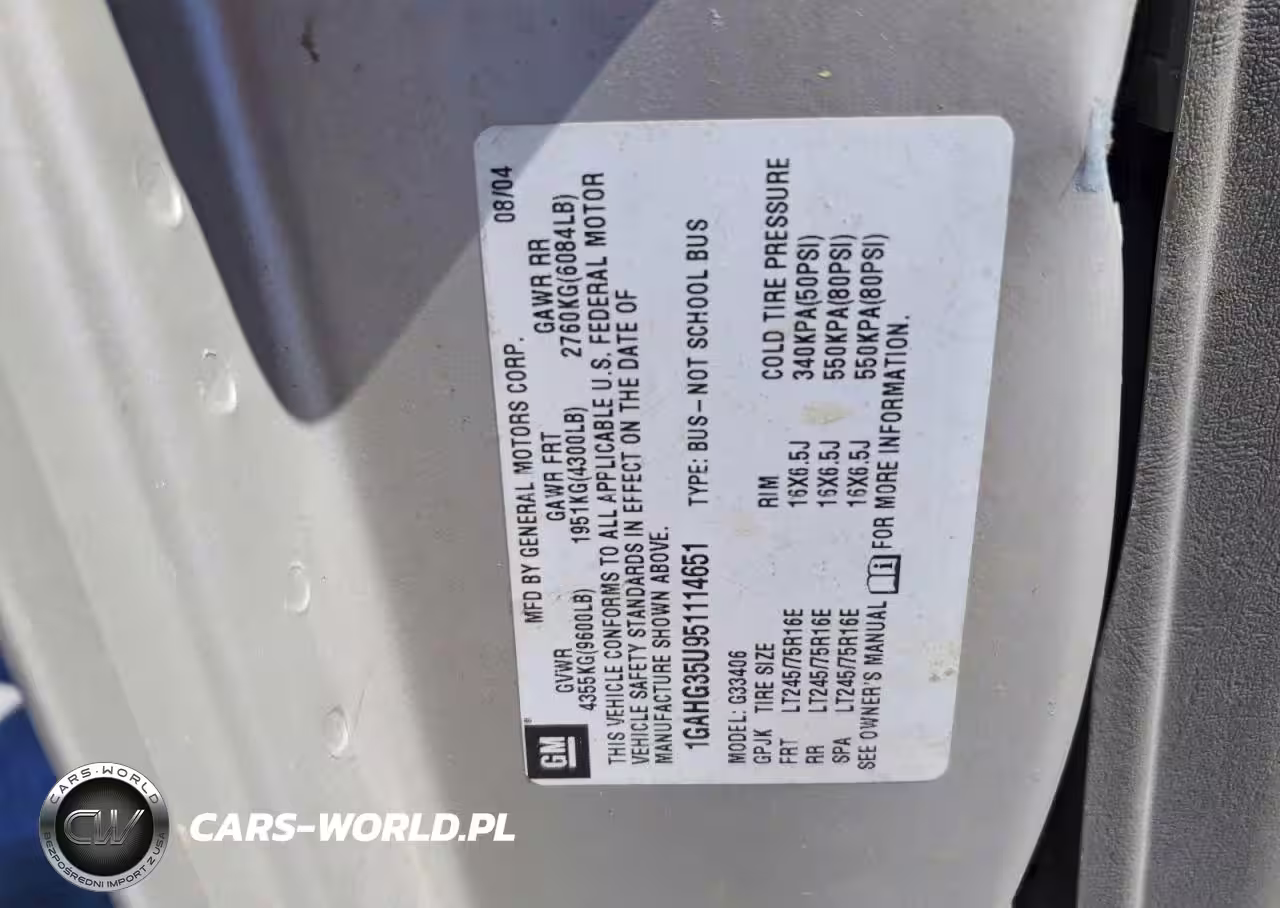 GM
MFD BY GENERAL MOTORS CORP. 08/04
GVWR GAWR FRT GAWR RR
4355KG(9600LB) 1951KG(4300LB) 2760KG(6084LB)
THIS VEHICLE CONFORMS TO ALL APPLICABLE U.S. FEDERAL MOTOR
VEHICLE SAFETY STANDARDS IN EFFECT ON THE DATE OF
MANUFACTURE SHOWN ABOVE.
1GAHG35U951114651 TYPE: BUS-NOT SCHOOL BUS
MODEL: G33406
GPJK TIRE SIZE RIM COLD TIRE PRESSURE
FRT LT245/75R16E 16X6.5J 340KPA(50PSI)
RR LT245/75R16E 16X6.5J 550KPA(80PSI)
SPA LT245/75R16E 16X6.5J 550KPA(80PSI)
SEE OWNER'S MANUAL FOR MORE INFORMATION.
CARS-WORLD
CW
BEZPOŚREDNI IMPORT Z USA
CARS-WORLD.PL